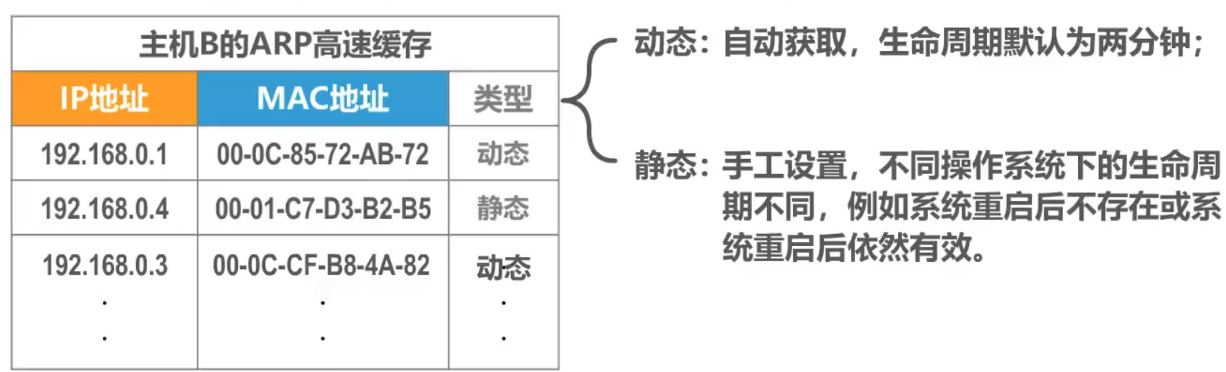 主机B的ARP高速缓存
IP地址 MAC地址 类型
192.168.0.1 00-0C-85-72-AB-72 动态
192.168.0.4 00-01-C7-D3-B2-B5 静态
192.168.0.3 00-0C-CF-B8-4A-82 动态
. . .
. . .
动态：自动获取，生命周期默认为两分钟；
静态：手工设置，不同操作系统下的生命周
期不同，例如系统重启后不存在或系
统重启后依然有效。